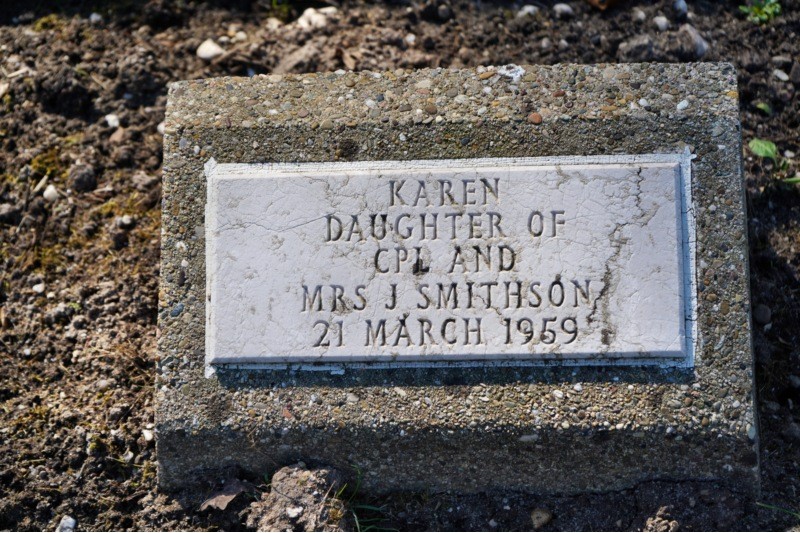 KAREN
DAUGHTER OF
CPL AND
MRS J SMITHSON
21 MARCH 1959